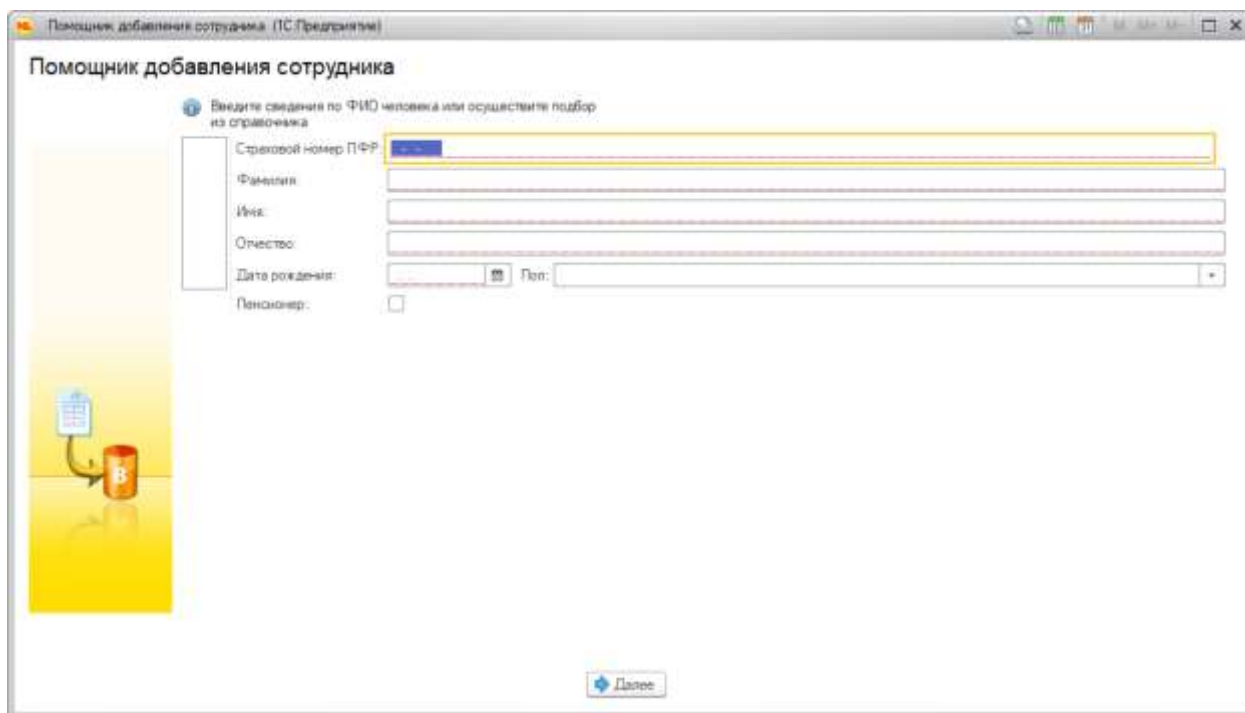 Помощник добавления сотрудника (1С:Предприятие)
M M+ M-
Помощник добавления сотрудника
Введите сведения по ФИО человека или осуществите подбор
из справочника
Страховой номер ПФР:
Фамилия:
Имя:
Отчество:
Дата рождения:
Пол:
Пенсионер:
B
Далее